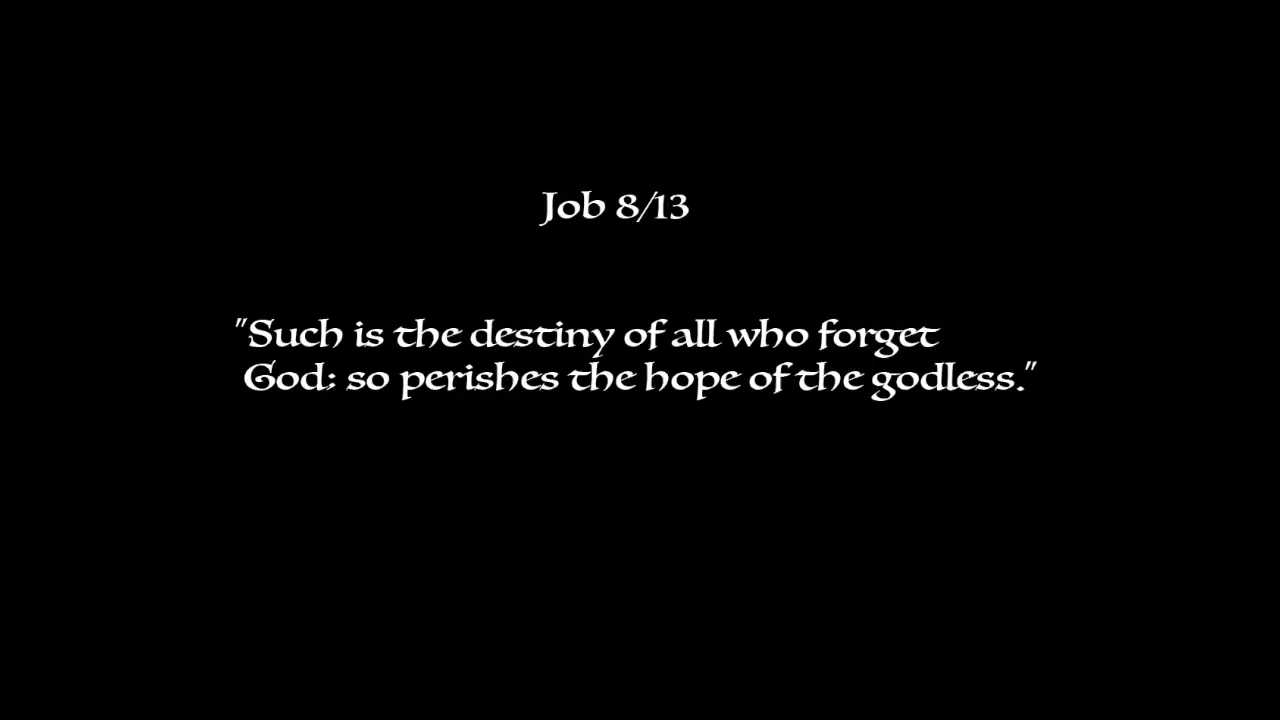 Job 8/13
"Such is the destiny of all who forget
God; so perishes the hope of the godless."